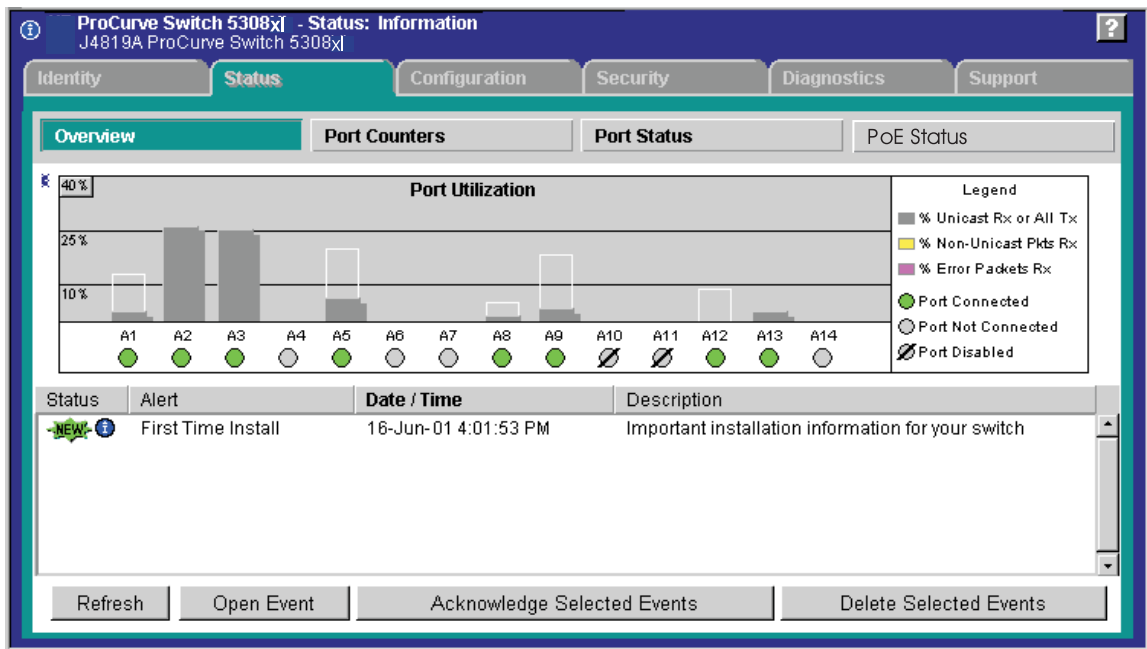 ProCurve Switch 5308xl - Status: Information
J4819A ProCurve Switch 5308xl
?
Identity Status Configuration Security Diagnostics Support
Overview Port Counters Port Status PoE Status
40 % Port Utilization
25 %
10 %
A1 A2 A3 A4 A5 A6 A7 A8 A9 A10 A11 A12 A13 A14
Legend
% Unicast Rx or All Tx
% Non-Unicast Pkts Rx
% Error Packets Rx
Port Connected
Port Not Connected
Port Disabled
Status Alert Date / Time Description
NEW i First Time Install 16-Jun-01 4:01:53 PM Important installation information for your switch
Refresh Open Event Acknowledge Selected Events Delete Selected Events